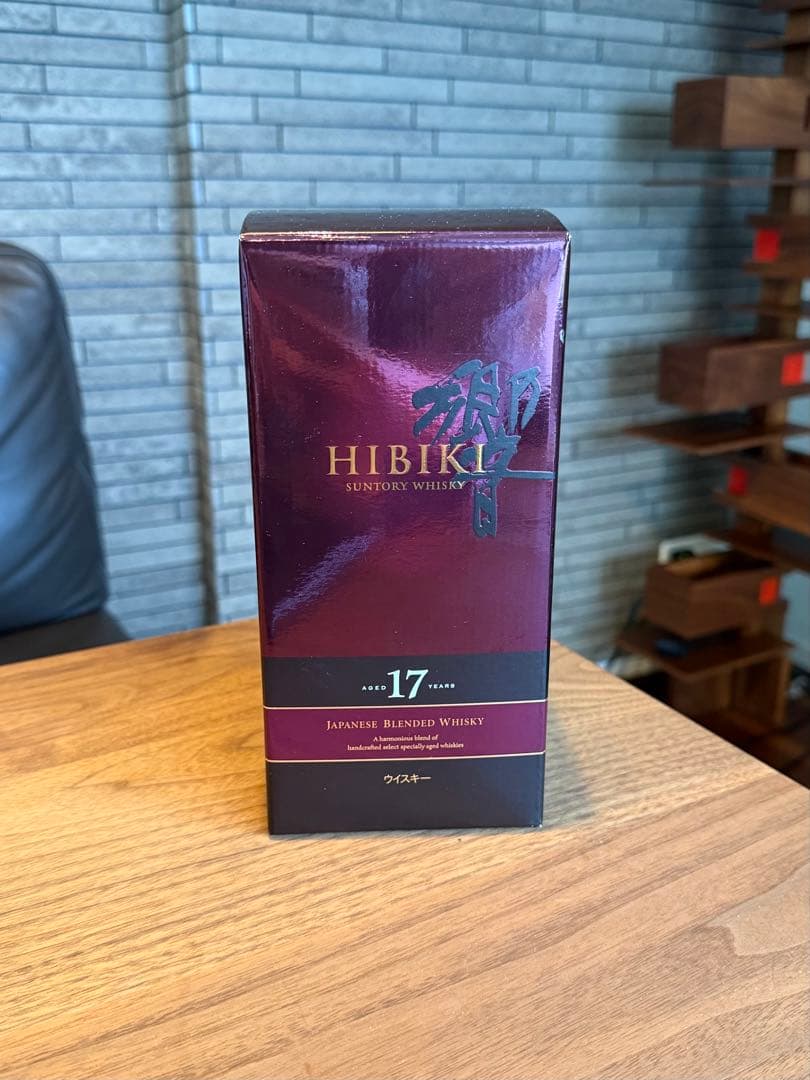 響
HIBIKI
SUNTORY WHISKY
AGED 17 YEARS
JAPANESE BLENDED WHISKY
A harmonious blend of
handcrafted select specially aged whiskies
ウイスキー